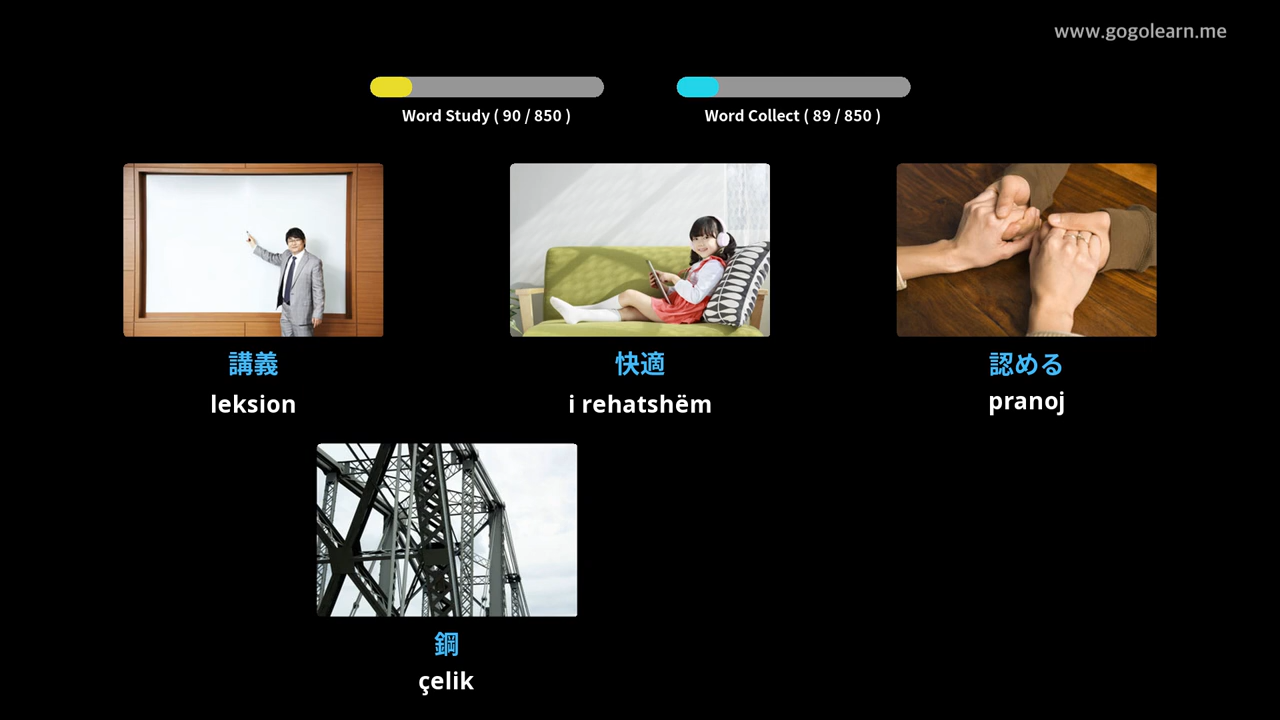 www.gogolearn.me
Word Study ( 90 / 850 )
Word Collect ( 89 / 850 )
講義
leksion
快適
i rehatshëm
認める
pranoj
鋼
çelik